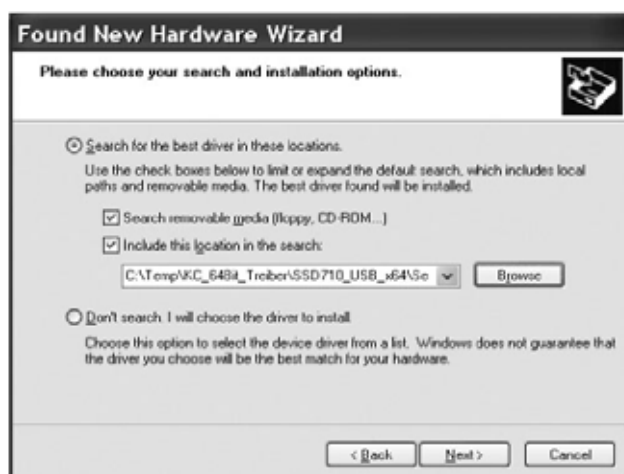 Found New Hardware Wizard
Please choose your search and installation options.
Search for the best driver in these locations.
Use the check boxes below to limit or expand the default search, which includes local
paths and removable media. The best driver found will be installed.
Search removable media (floppy, CD-ROM...)
Include this location in the search:
C:\Temp\KC_64Bit_Treiber\SSD710_USB_x64\Se
Browse
Don't search. I will choose the driver to install.
Choose this option to select the device driver from a list. Windows does not guarantee that
the driver you choose will be the best match for your hardware.
< Back
Next >
Cancel